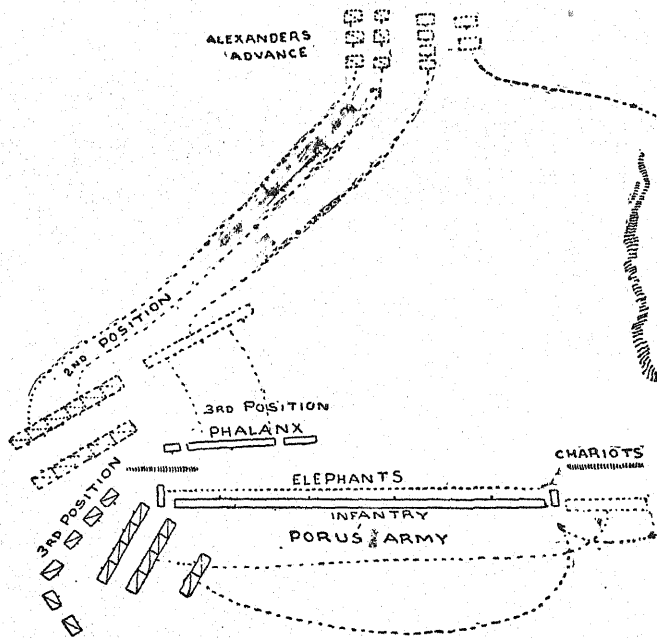 ALEXANDERS
ADVANCE
2ND POSITION
3RD POSITION
PHALANX
CHARIOTS
ELEPHANTS
3RD POSITION
INFANTRY
PORUS ARMY